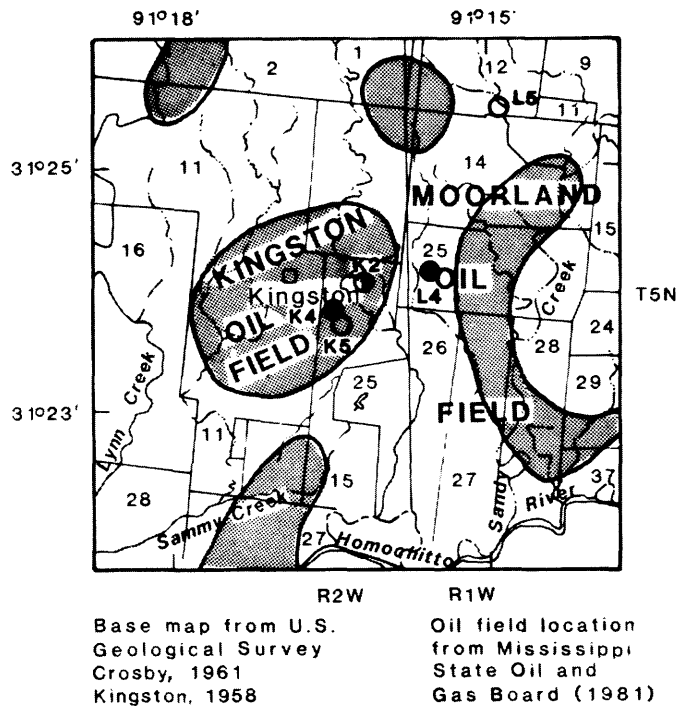 91°18' 91°15'
2 1 12 9
L5
11
31°25' 11 14
MOORLAND
16 KINGSTON 25 15
K2
Kingston L4 OIL Creek T5N
K4
OIL K5
FIELD 26 28 24
25 29
31°23' FIELD
Lynn Creek
11
28 15 27 Sandy River 37
Sammy Creek
27 Homochitto
R2W R1W
Base map from U.S.
Geological Survey
Crosby, 1961
Kingston, 1958
Oil field location
from Mississippi
State Oil and
Gas Board (1981)